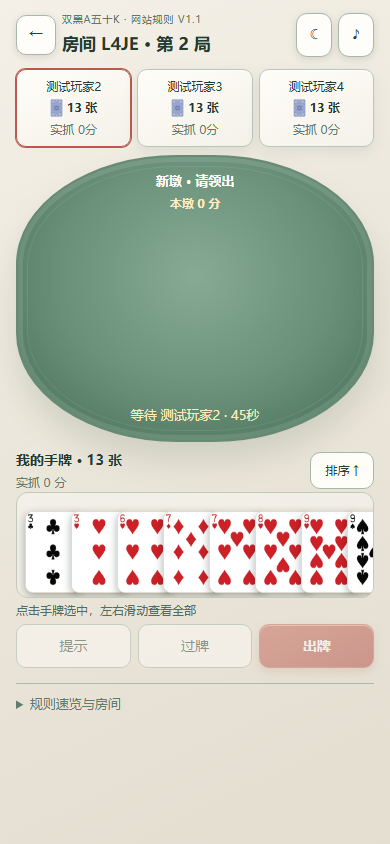 ←
双黑A五十K · 网站规则 V1.1
房间 L4JE · 第 2 局
☾
♪
测试玩家2
13 张
实抓 0分
测试玩家3
13 张
实抓 0分
测试玩家4
13 张
实抓 0分
新墩 · 请领出
本墩 0 分
等待 测试玩家2 · 45秒
我的手牌 · 13 张
实抓 0 分
排序↑
3 3 6 7 7 8 9 9
点击手牌选中，左右滑动查看全部
提示
过牌
出牌
▶ 规则速览与房间